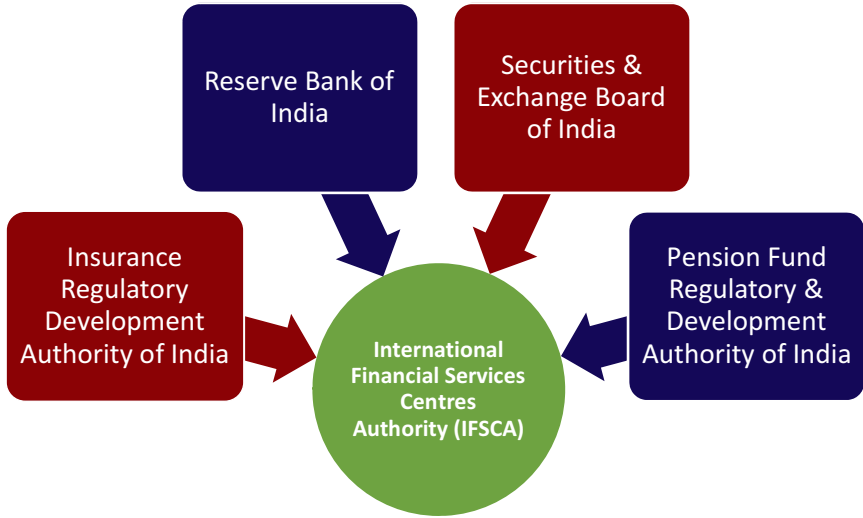 Reserve Bank of
India
Securities &
Exchange Board
of India
Insurance
Regulatory
Development
Authority of India
Pension Fund
Regulatory &
Development
Authority of India
International
Financial Services
Centres
Authority (IFSCA)